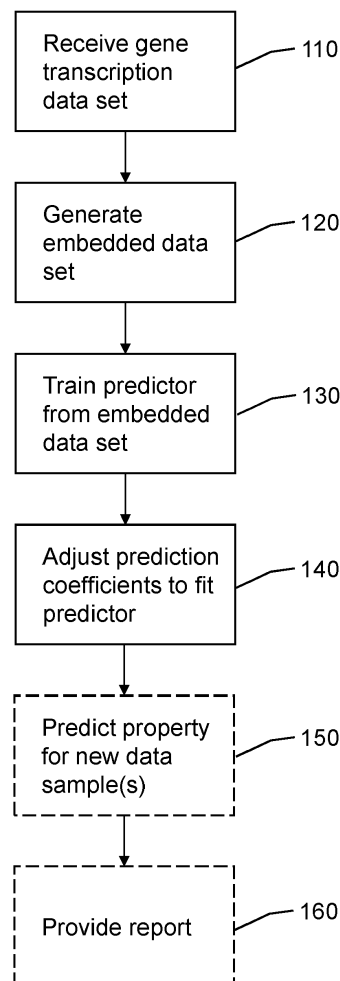 Receive gene
transcription
data set
110
Generate
embedded data
set
120
Train predictor
from embedded
data set
130
Adjust prediction
coefficients to fit
predictor
140
Predict property
for new data
sample(s)
150
Provide report
160